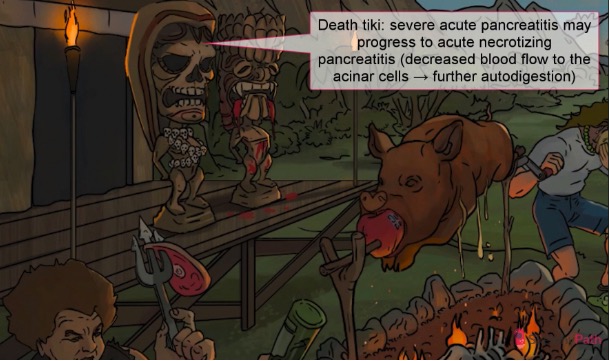 Death tiki: severe acute pancreatitis may
progress to acute necrotizing
pancreatitis (decreased blood flow to the
acinar cells → further autodigestion)
Pain